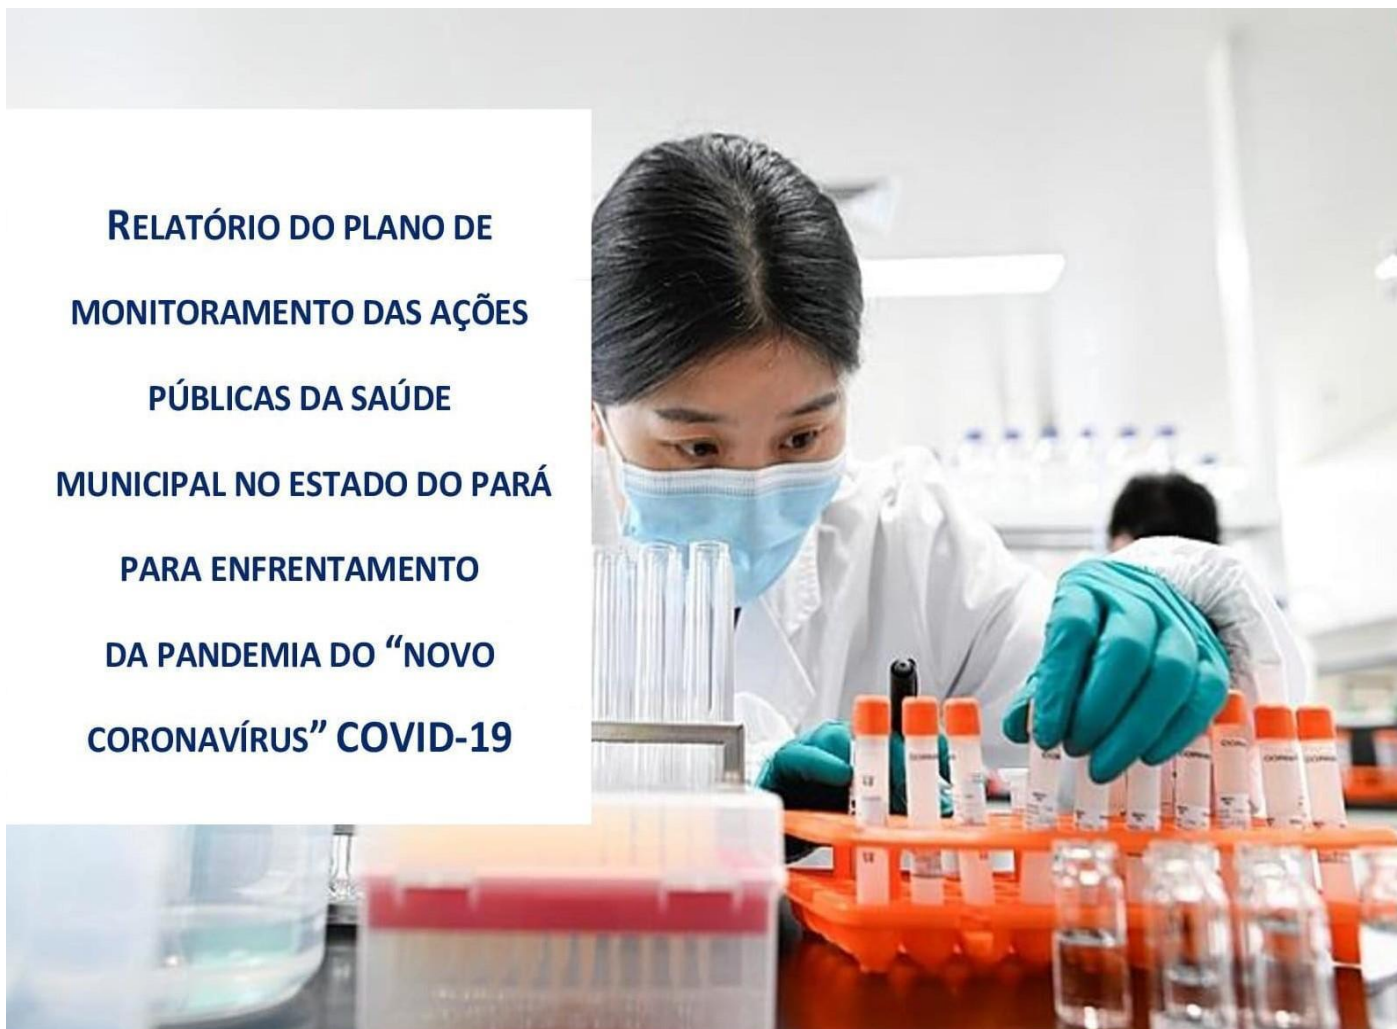 RELATÓRIO DO PLANO DE
MONITORAMENTO DAS AÇÕES
PÚBLICAS DA SAÚDE
MUNICIPAL NO ESTADO DO PARÁ
PARA ENFRENTAMENTO
DA PANDEMIA DO “NOVO
CORONAVÍRUS” COVID-19